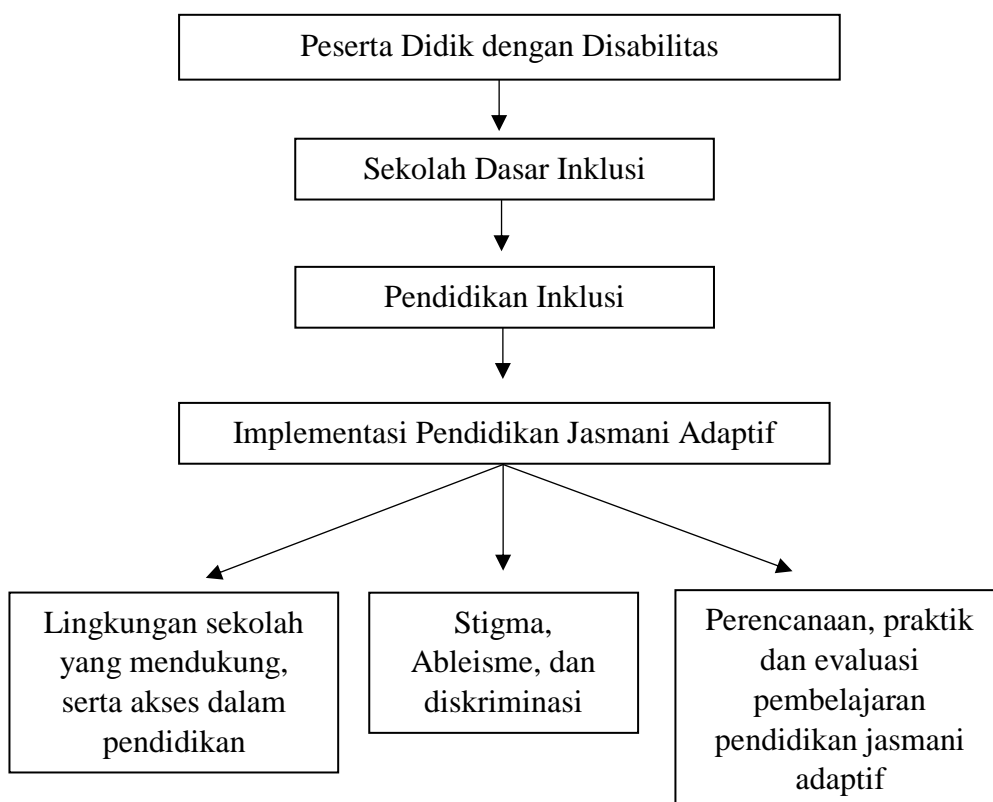 Peserta Didik dengan Disabilitas
Sekolah Dasar Inklusi
Pendidikan Inklusi
Implementasi Pendidikan Jasmani Adaptif
Lingkungan sekolah
yang mendukung,
serta akses dalam
pendidikan
Stigma,
Ableisme, dan
diskriminasi
Perencanaan, praktik
dan evaluasi
pembelajaran
pendidikan jasmani
adaptif